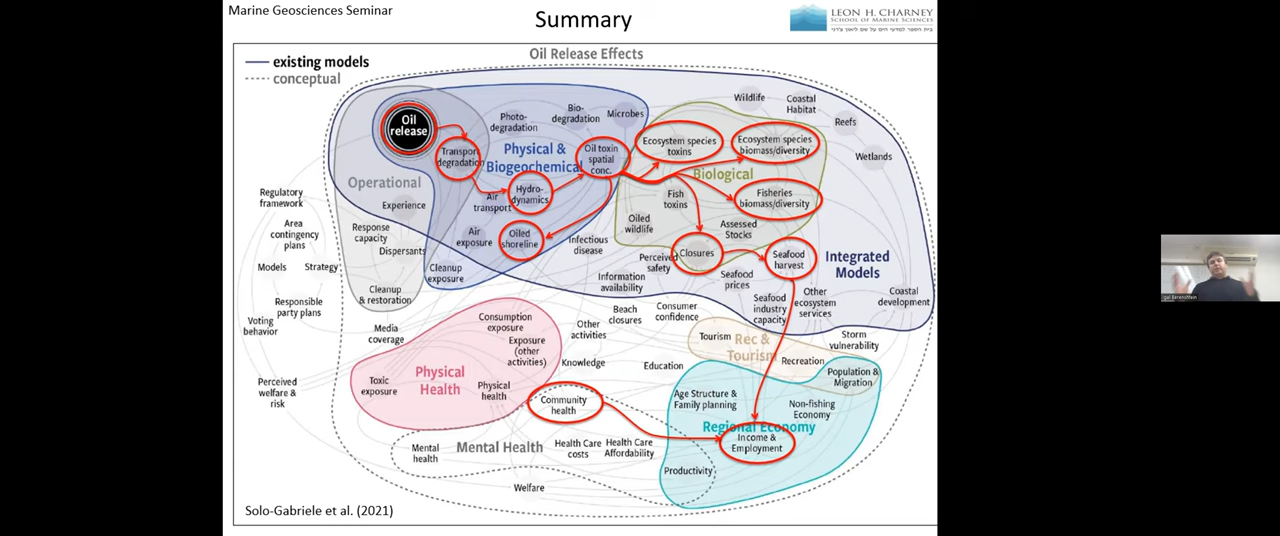 Marine Geosciences Seminar
Summary
LEON H. CHARNEY
SCHOOL OF MARINE SCIENCES
בית הספר למדעי הים על שם ליאון צ'רני
Oil Release Effects
existing models
conceptual
Oil
release
Transport
degradation
Photo-
degradation
Bio-
degradation
Microbes
Physical &
Biogeochemical
Oil toxin
spatial
conc.
Hydro-
dynamics
Air
transport
Air
exposure
Oiled
shoreline
Cleanup
exposure
Operational
Experience
Response
capacity
Dispersants
Cleanup
& restoration
Ecosystem species
toxins
Ecosystem species
biomass/diversity
Biological
Fish
toxins
Fisheries
biomass/diversity
Oiled
wildlife
Assessed
Stocks
Closures
Seafood
harvest
Wildlife
Coastal
Habitat
Reefs
Wetlands
Integrated
Models
Infectious
disease
Perceived
safety
Information
availability
Seafood
prices
Seafood
industry
capacity
Other
ecosystem
services
Coastal
development
Regulatory
framework
Area
contingency
plans
Models
Strategy
Responsible
party plans
Voting
behavior
Perceived
welfare &
risk
Media
coverage
Consumption
exposure
Exposure
(other
activities)
Physical
Health
Toxic
exposure
Physical
health
Other
activities
Beach
closures
Consumer
confidence
Knowledge
Education
Tourism
Rec &
Tourism
Recreation
Storm
vulnerability
Population &
Migration
Age Structure &
Family planning
Non-fishing
Economy
Regional Economy
Income &
Employment
Productivity
Community
health
Mental
health
Mental Health
Health Care
costs
Health Care
Affordability
Welfare
Solo-Gabriele et al. (2021)